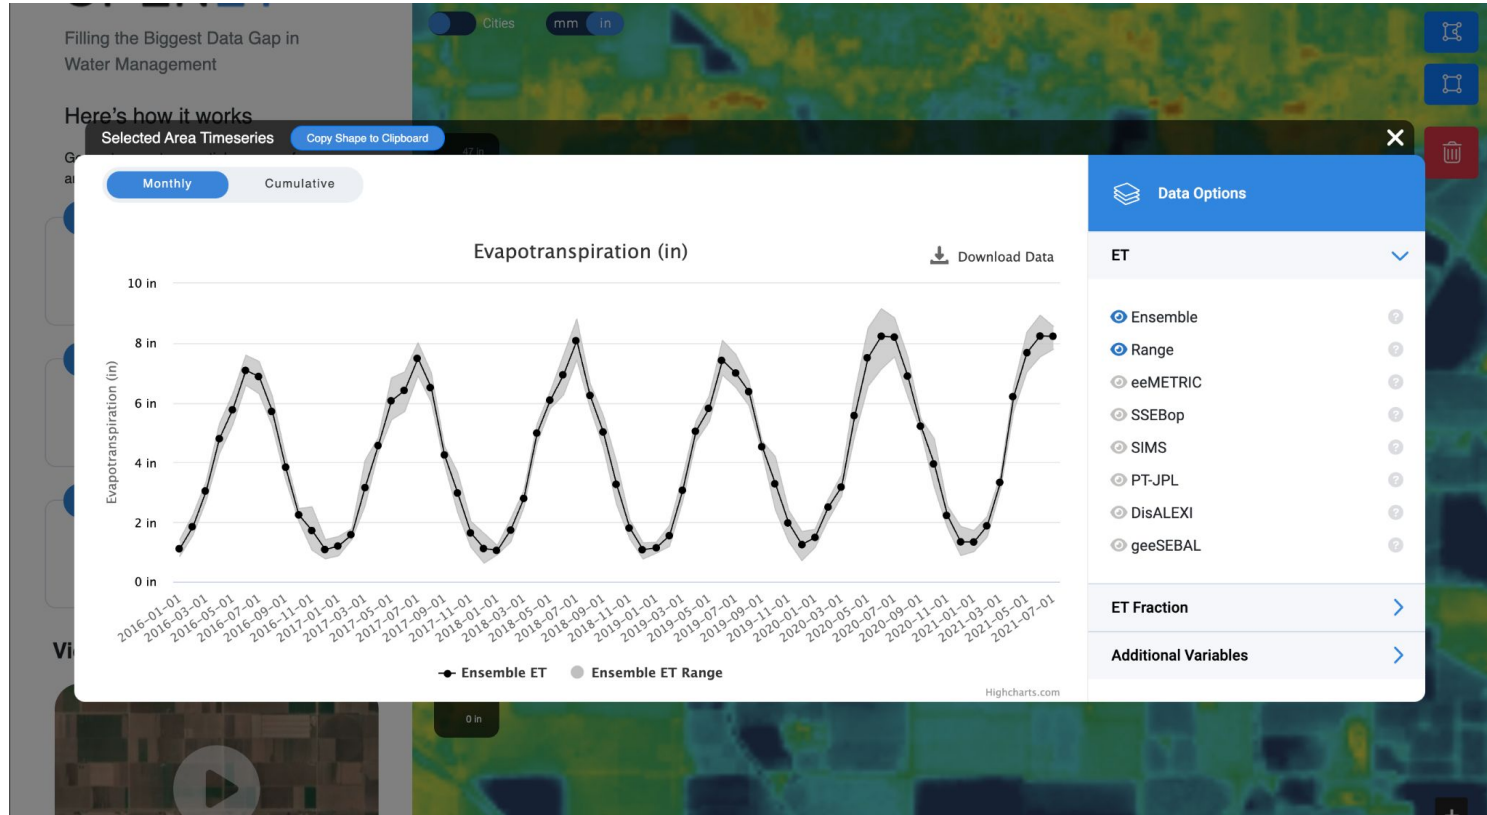 Filling the Biggest Data Gap in
Water Management
Cities
mm in
Here's how it works
Selected Area Timeseries
Copy Shape to Clipboard
47 in
Monthly
Cumulative
Data Options
Evapotranspiration (in)
Download Data
ET
10 in
8 in
6 in
4 in
2 in
0 in
Evapotranspiration (in)
Ensemble
Range
eeMETRIC
SSEBop
SIMS
PT-JPL
DisALEXI
geeSEBAL
ET Fraction
Additional Variables
2016-01-01
2016-03-01
2016-05-01
2016-07-01
2016-09-01
2016-11-01
2017-01-01
2017-03-01
2017-05-01
2017-07-01
2017-09-01
2017-11-01
2018-01-01
2018-03-01
2018-05-01
2018-07-01
2018-09-01
2018-11-01
2019-01-01
2019-03-01
2019-05-01
2019-07-01
2019-09-01
2019-11-01
2020-01-01
2020-03-01
2020-05-01
2020-07-01
2020-09-01
2020-11-01
2021-01-01
2021-03-01
2021-05-01
2021-07-01
Ensemble ET
Ensemble ET Range
Highcharts.com
0 in